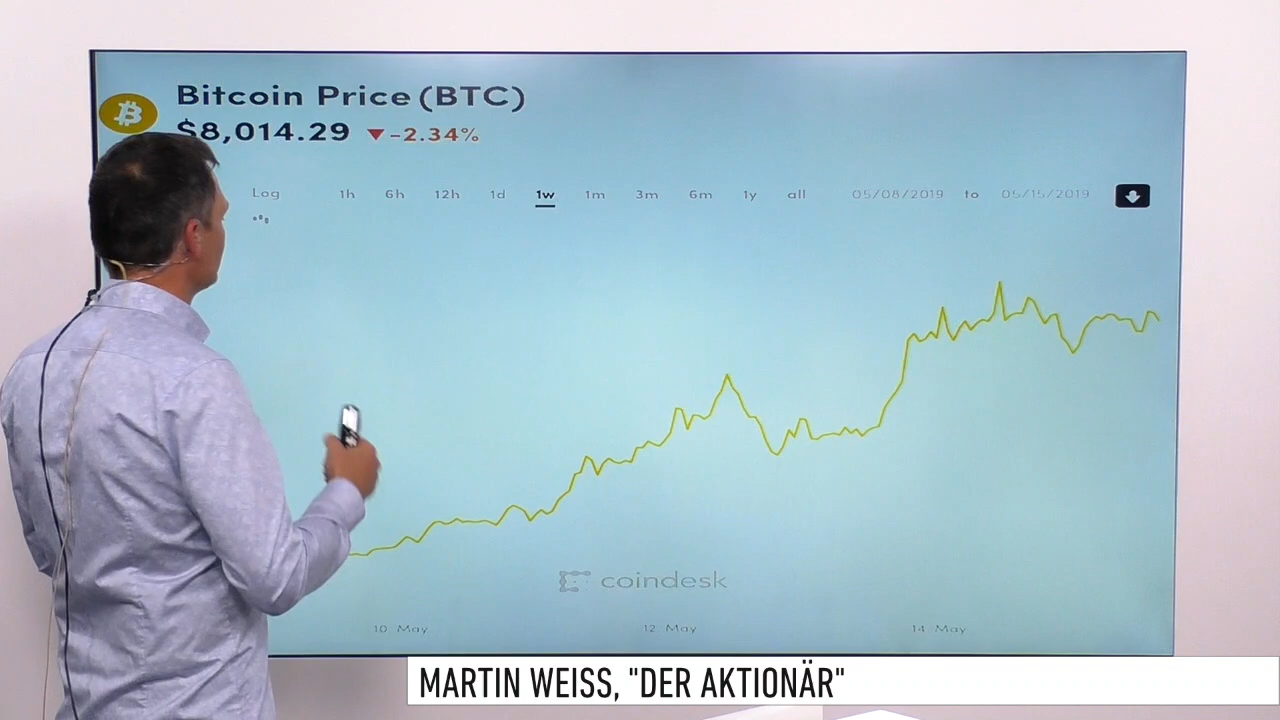 Bitcoin Price (BTC)
$8,014.29 ▼-2.34%
Log 1h 6h 12h 1d 1w 1m 3m 6m 1y all 05/08/2019 to 05/15/2019
coindesk
10 May 12 May 14 May
MARTIN WEISS, "DER AKTIONÄR"